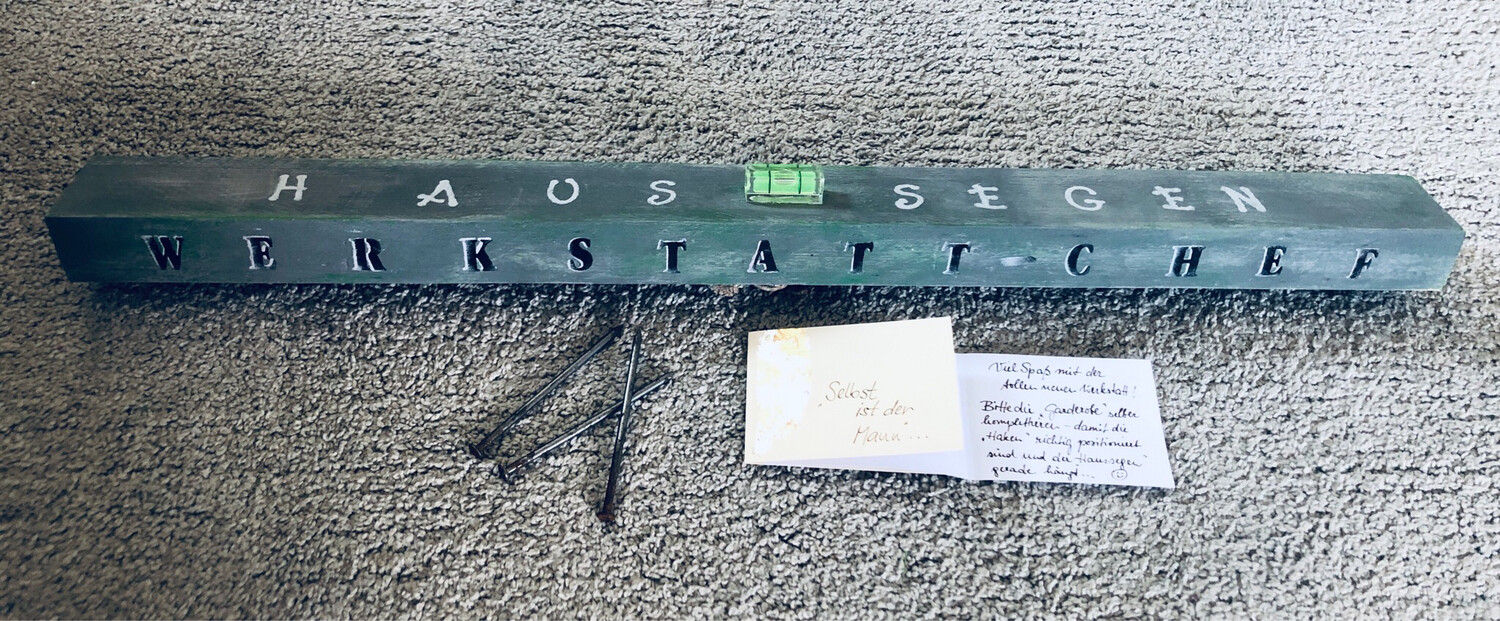 HAUS SEGEN
WERKSTATT-CHEF
"Selbst
ist der
Mann"...
Viel Spaß mit der
tollen neuen Werkstatt!
Bitte die "Garderobe" selber
komplettieren - damit die
"Haken" richtig positioniert
sind und der "Haussegen"
gerade hängt... ☺